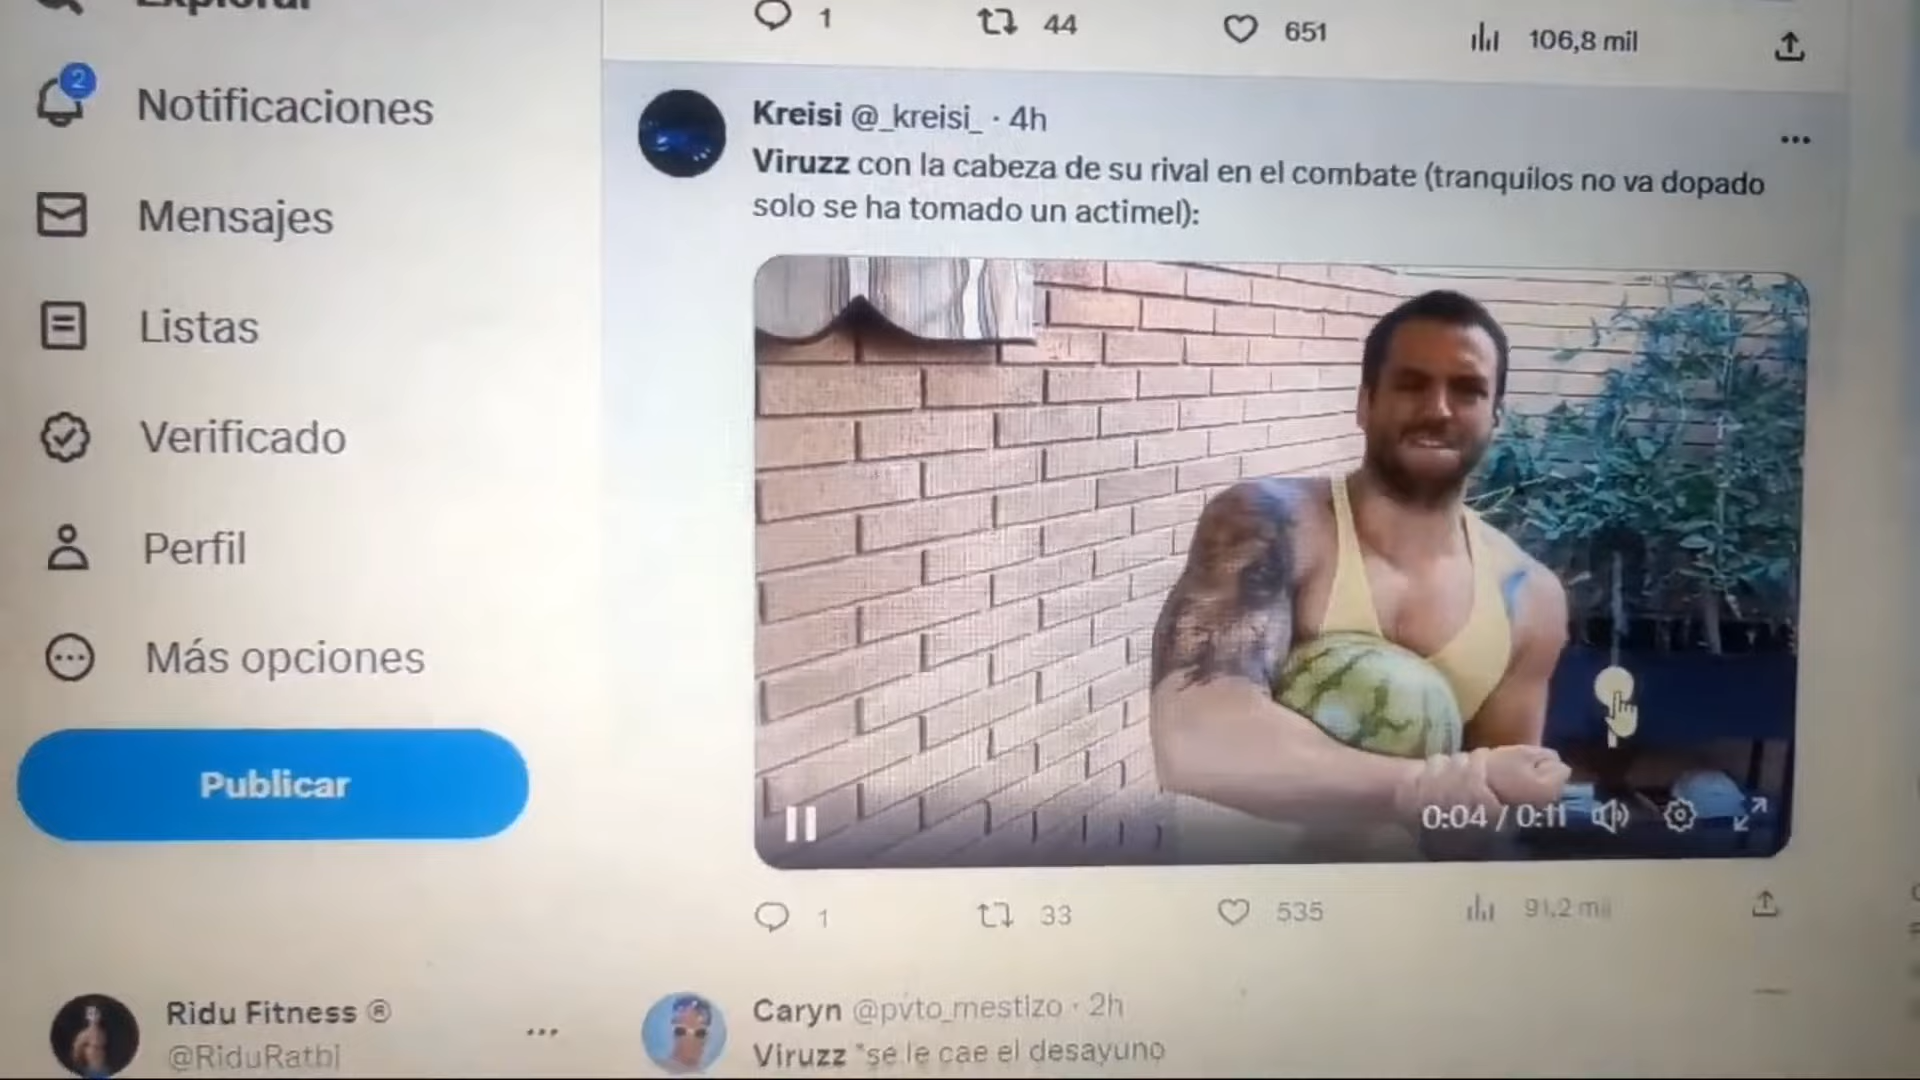 Explorar
1 44 651 106,8 mil
2
Notificaciones
Mensajes
Listas
Verificado
Perfil
Más opciones
Publicar
Ridu Fitness ®
@RiduRatbi
Kreisi @_kreisi_ · 4h
Viruzz con la cabeza de su rival en el combate (tranquilos no va dopado
solo se ha tomado un actimel):
0:04 / 0:11
1 33 535 91,2 mil
Caryn @pvto_mestizo · 2h
Viruzz *se le cae el desayuno